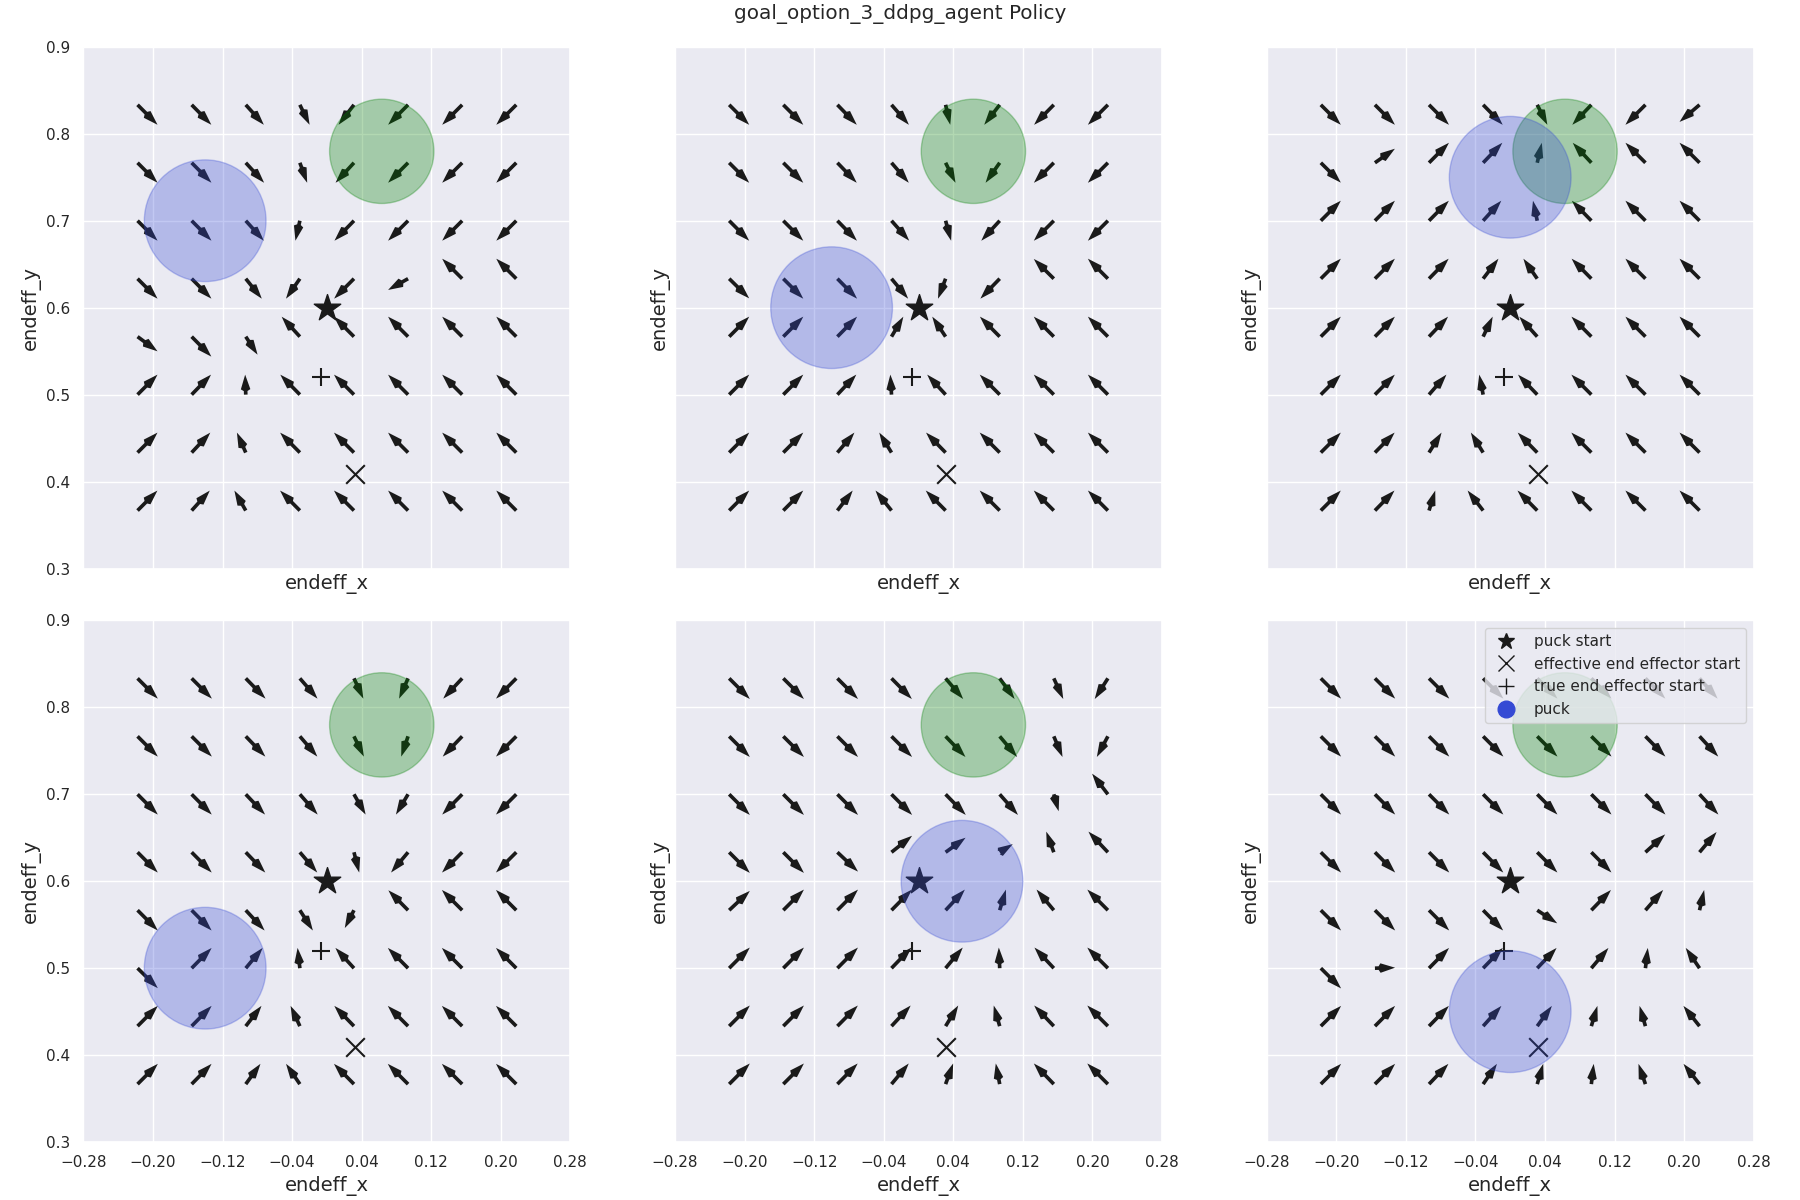 goal_option_3_ddpg_agent Policy
0.9
0.8
0.7
0.6
0.5
0.4
0.3
endeff_y
endeff_y
endeff_y
endeff_x
endeff_x
endeff_x
0.9
0.8
0.7
0.6
0.5
0.4
0.3
endeff_y
endeff_y
endeff_y
puck start
effective end effector start
true end effector start
puck
−0.28 −0.20 −0.12 −0.04 0.04 0.12 0.20 0.28
−0.28 −0.20 −0.12 −0.04 0.04 0.12 0.20 0.28
−0.28 −0.20 −0.12 −0.04 0.04 0.12 0.20 0.28
endeff_x
endeff_x
endeff_x